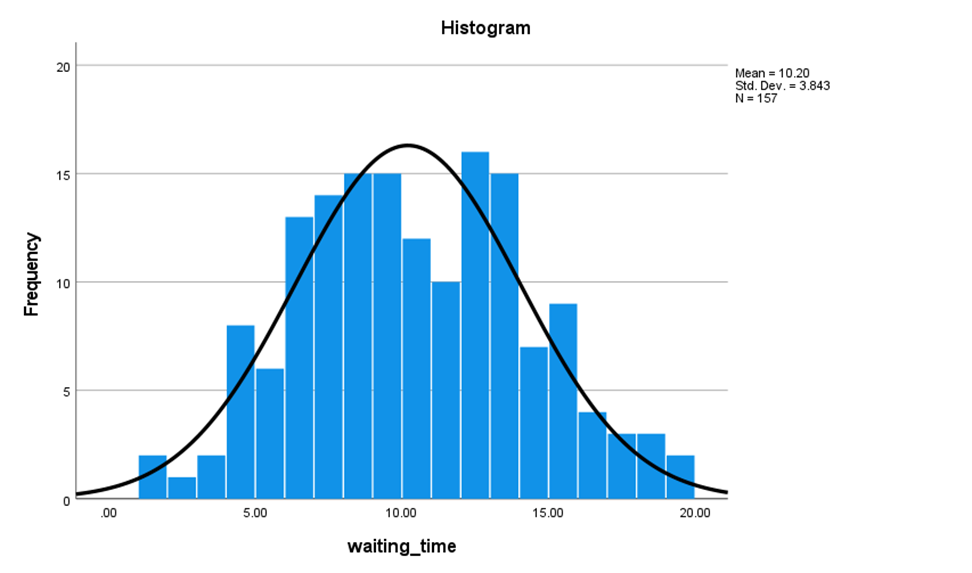 Histogram
Mean = 10.20
Std. Dev. = 3.843
N = 157
20
15
10
5
0
Frequency
.00
5.00
10.00
15.00
20.00
waiting_time